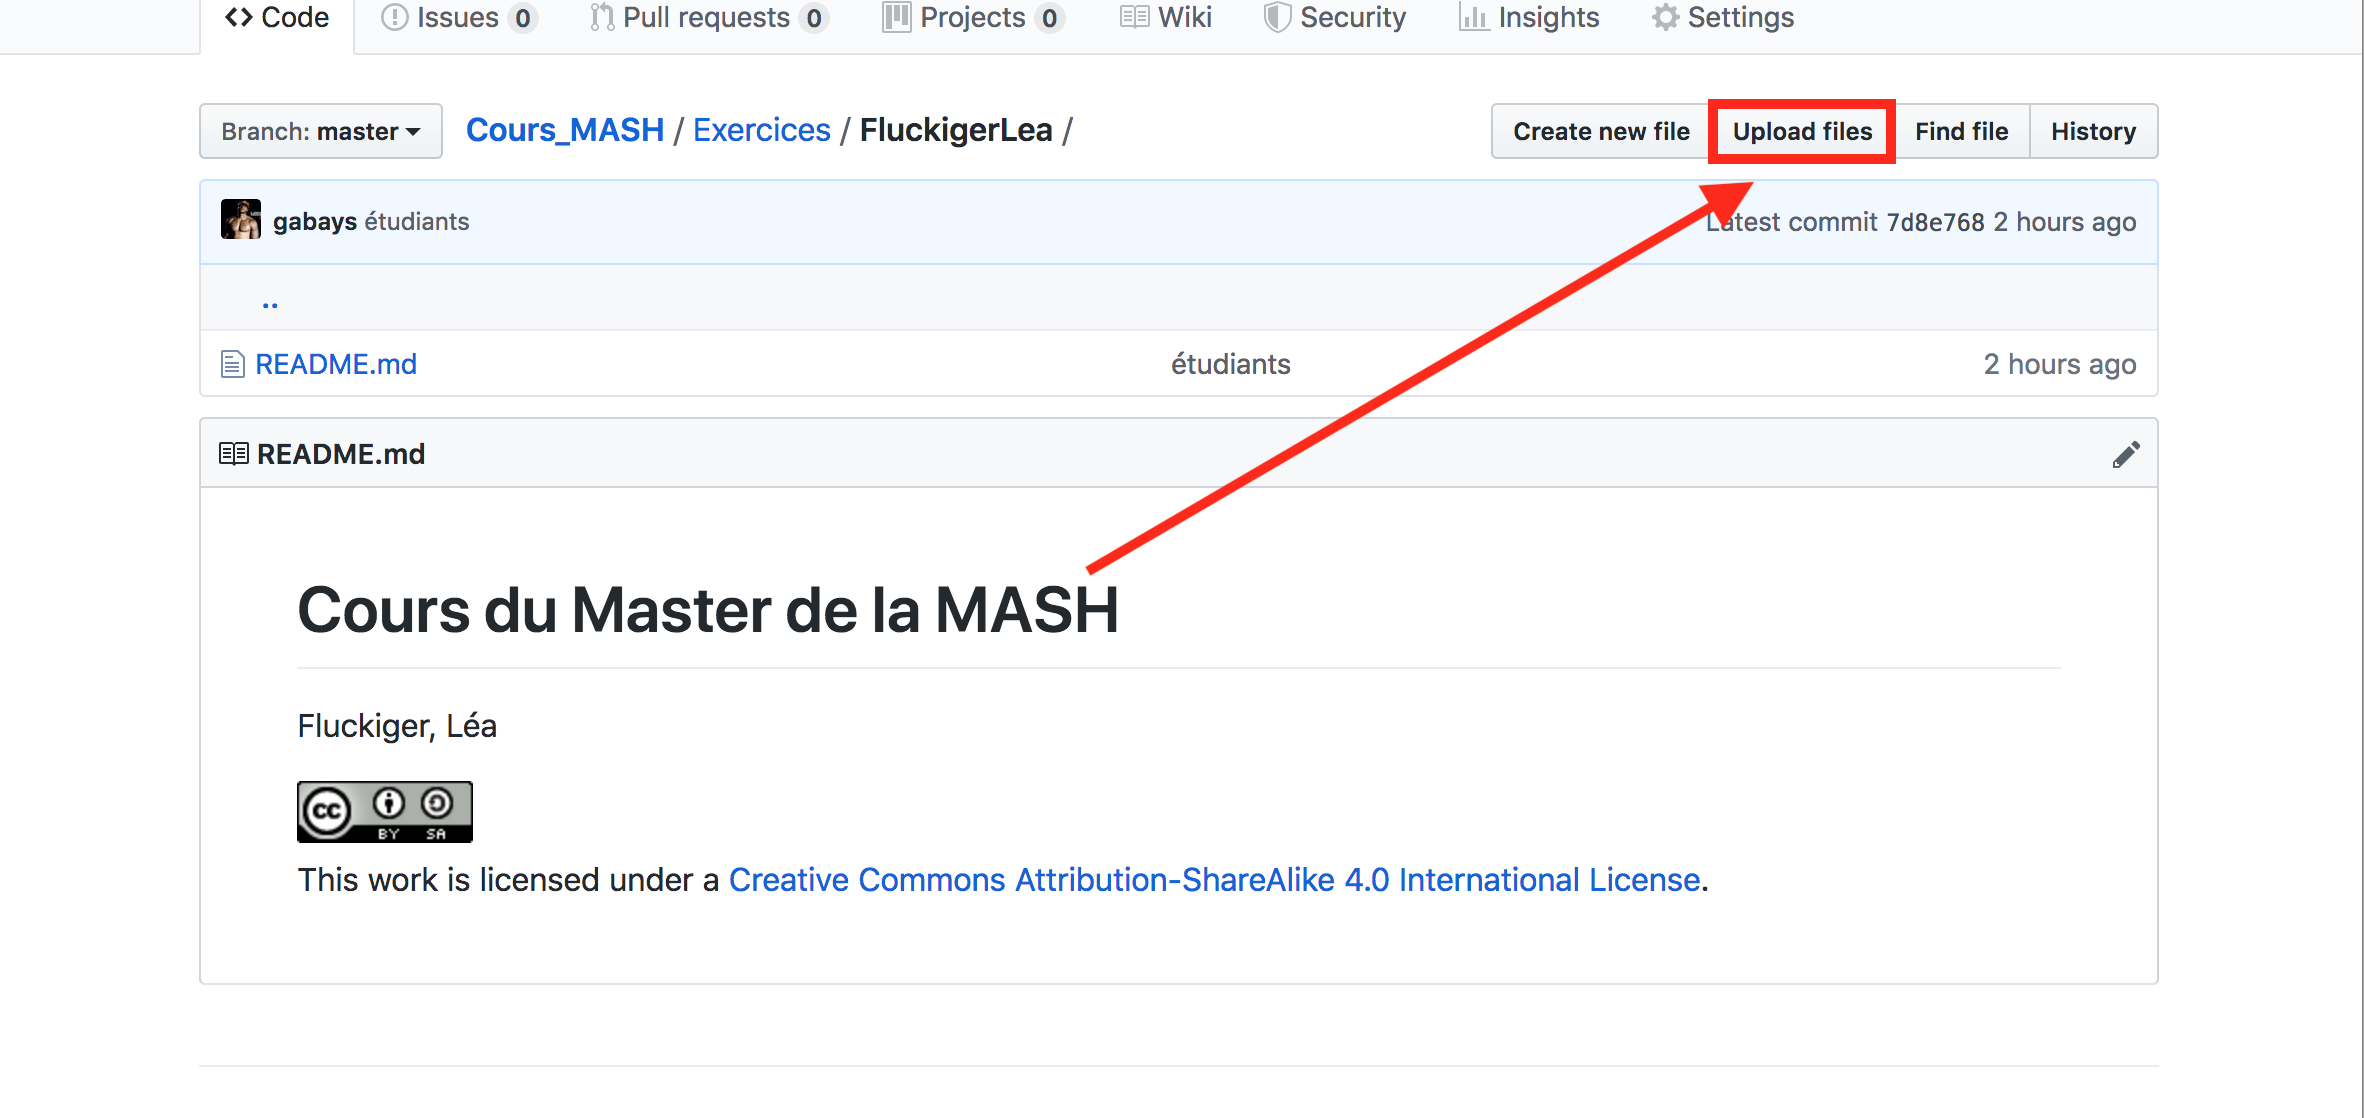 Code Issues 0 Pull requests 0 Projects 0 Wiki Security Insights Settings
Branch: master Cours_MASH / Exercices / FluckigerLea / Create new file Upload files Find file History
gabays étudiants Latest commit 7d8e768 2 hours ago
..
README.md étudiants 2 hours ago
README.md
Cours du Master de la MASH
Fluckiger, Léa
cc BY SA
This work is licensed under a Creative Commons Attribution-ShareAlike 4.0 International License.